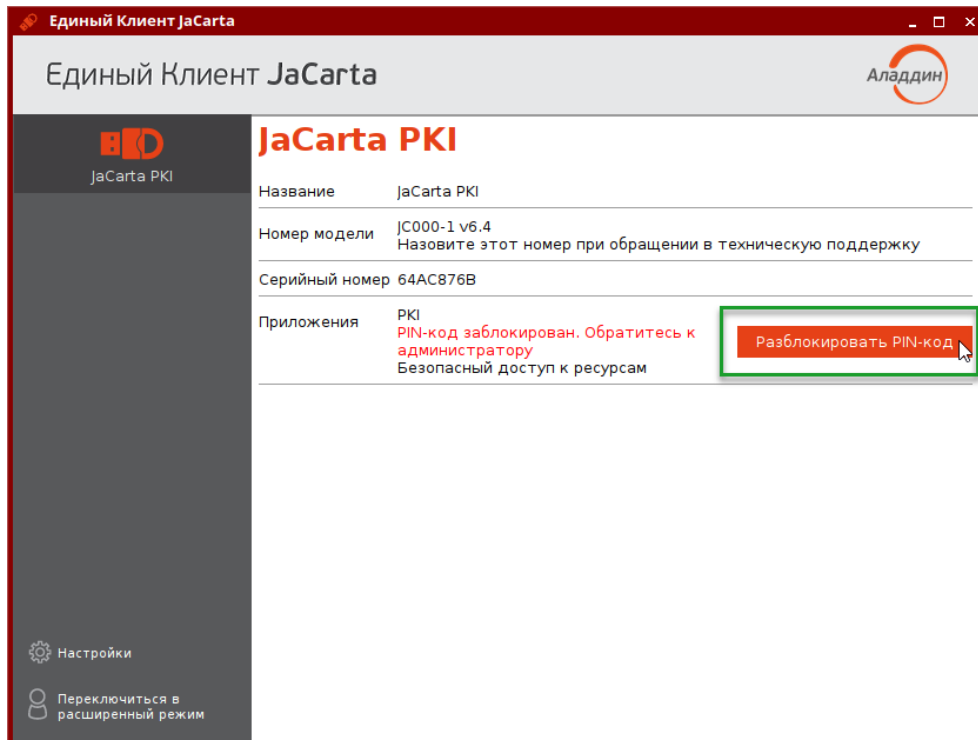 Единый Клиент JaCarta
Единый Клиент JaCarta
Аладдин
JaCarta PKI
JaCarta PKI
Название JaCarta PKI
Номер модели JC000-1 v6.4
Назовите этот номер при обращении в техническую поддержку
Серийный номер 64AC876B
Приложения PKI
PIN-код заблокирован. Обратитесь к
администратору
Безопасный доступ к ресурсам
Разблокировать PIN-код
Настройки
Переключиться в
расширенный режим